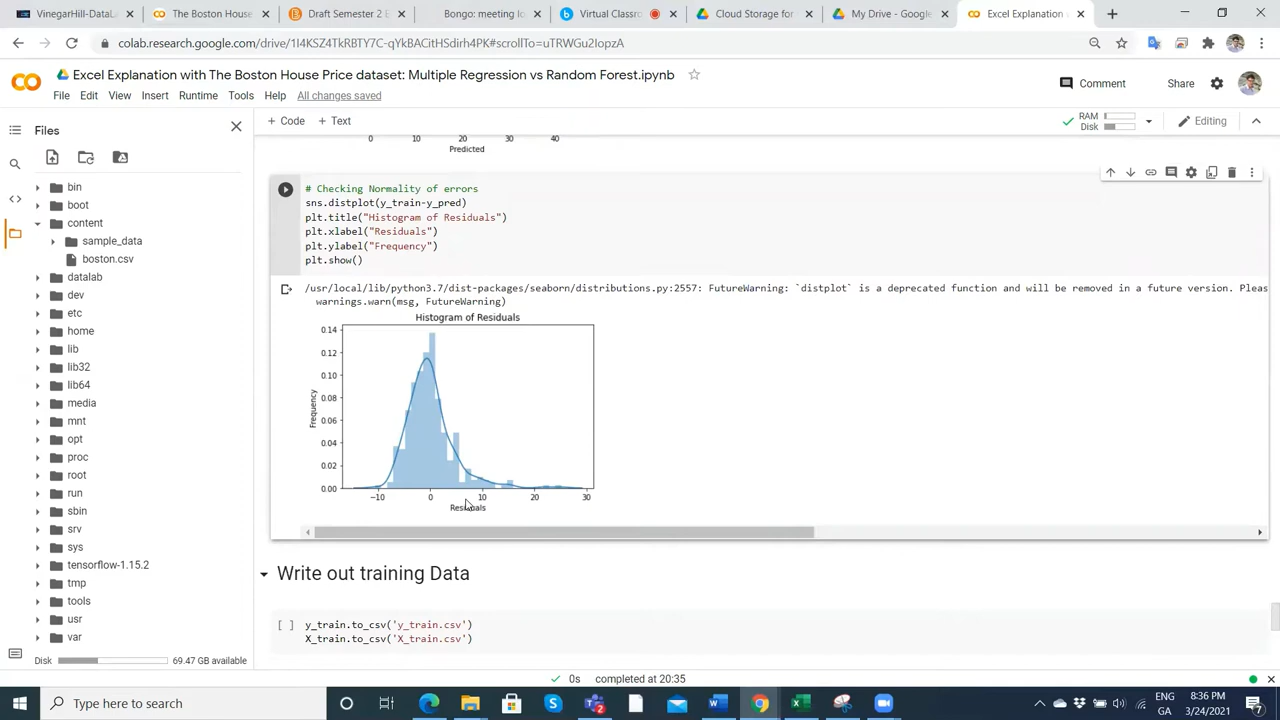 VinegarHill-DataLa
The Boston House
Draft Semester 2 E
Bongo: meeting lo
Virtual Classro
Cloud Storage for
My Drive - Google
Excel Explanation
colab.research.google.com/drive/1I4KSZ4TkRBTY7C-qYkBACitHSdirh4PK#scrollTo=uTRWGu2IopzA
Excel Explanation with The Boston House Price dataset: Multiple Regression vs Random Forest.ipynb
Comment
Share
File Edit View Insert Runtime Tools Help All changes saved
Files
+ Code + Text
RAM
Disk
Editing
bin
boot
content
sample_data
boston.csv
datalab
dev
etc
home
lib
lib32
lib64
media
mnt
opt
proc
root
run
sbin
srv
sys
tensorflow-1.15.2
tmp
tools
usr
var
Disk 69.47 GB available
0 10 20 30 40
Predicted
# Checking Normality of errors
sns.distplot(y_train-y_pred)
plt.title("Histogram of Residuals")
plt.xlabel("Residuals")
plt.ylabel("Frequency")
plt.show()
/usr/local/lib/python3.7/dist-packages/seaborn/distributions.py:2557: FutureWarning: `distplot` is a deprecated function and will be removed in a future version. Pleas
warnings.warn(msg, FutureWarning)
Histogram of Residuals
0.14
0.12
0.10
0.08
0.06
0.04
0.02
0.00
Frequency
−10 0 10 20 30
Residuals
Write out training Data
[ ] y_train.to_csv('y_train.csv')
X_train.to_csv('X_train.csv')
0s completed at 20:35
Type here to search
ENG
GA
8:36 PM
3/24/2021